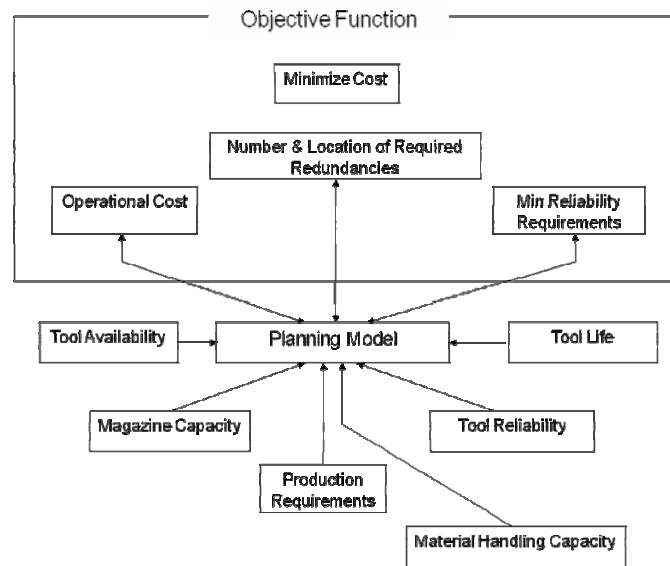 Objective Function
Minimize Cost
Number & Location of Required
Redundancies
Operational Cost
Min Reliability
Requirements
Tool Availability
Planning Model
Tool Life
Magazine Capacity
Tool Reliability
Production
Requirements
Material Handling Capacity